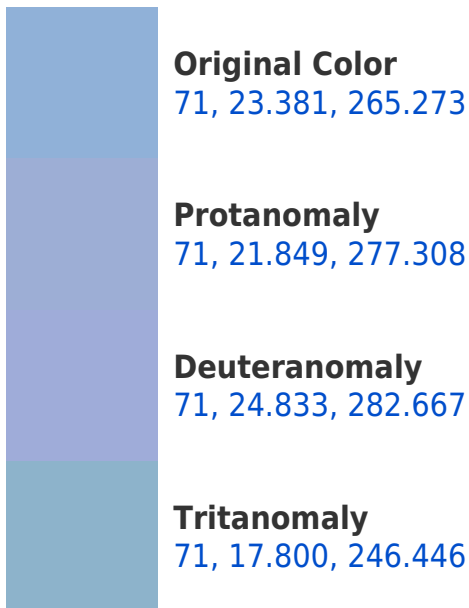 Original Color
71, 23.381, 265.273
Protanomaly
71, 21.849, 277.308
Deuteranomaly
71, 24.833, 282.667
Tritanomaly
71, 17.800, 246.446